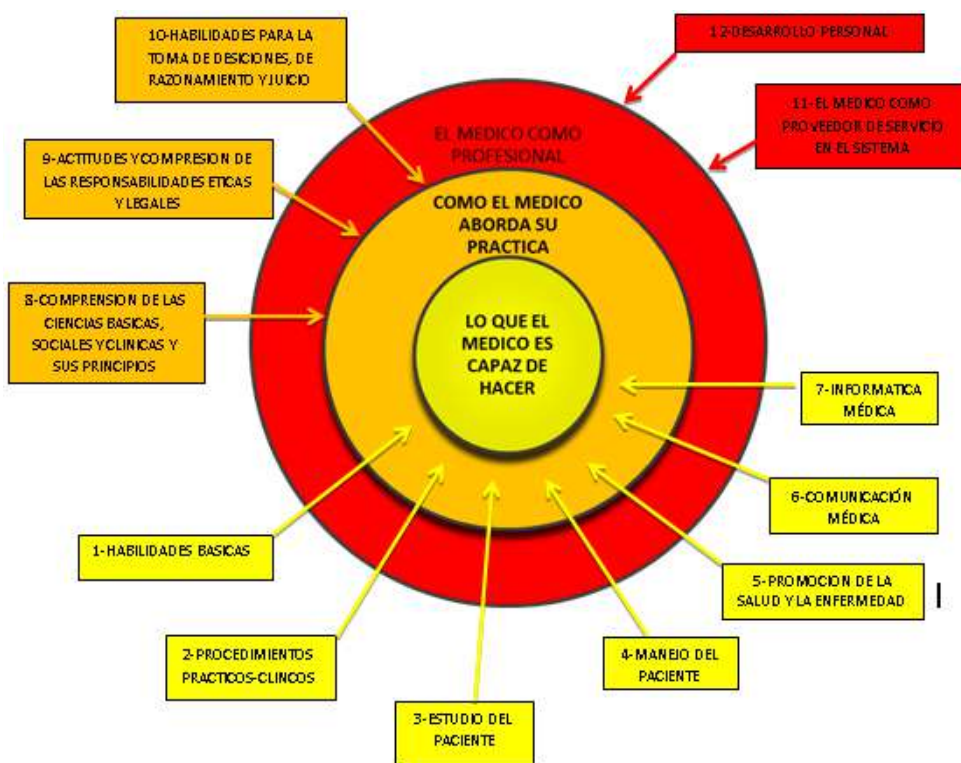 10-HABILIDADES PARA LA
TOMA DE DESICIONES, DE
RAZONAMIENTO Y JUICIO
12-DESARROLLO PERSONAL
11-EL MEDICO COMO
PROVEEDOR DE SERVICIO
EN EL SISTEMA
9-ACTITUDES Y COMPRESION DE
LAS RESPONSABILIDADES ETICAS
Y LEGALES
EL MEDICO COMO
PROFESIONAL
COMO EL MEDICO
ABORDA SU
PRACTICA
8-COMPRENSION DE LAS
CIENCIAS BASICAS,
SOCIALES Y CLINICAS Y
SUS PRINCIPIOS
LO QUE EL
MEDICO ES
CAPAZ DE
HACER
7-INFORMATICA
MÉDICA
6-COMUNICACIÓN
MÉDICA
1-HABILIDADES BASICAS
5-PROMOCION DE LA
SALUD Y LA ENFERMEDAD
2-PROCEDIMIENTOS
PRACTICOS-CLINCOS
4-MANEJO DEL
PACIENTE
3-ESTUDIO DEL
PACIENTE